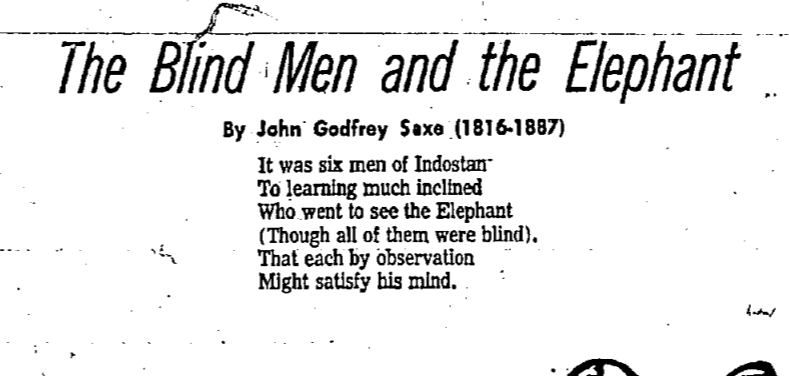 The Blind Men and the Elephant
By John Godfrey Saxe (1816-1887)
It was six men of Indostan
To learning much inclined
Who went to see the Elephant
(Though all of them were blind).
That each by observation
Might satisfy his mind.